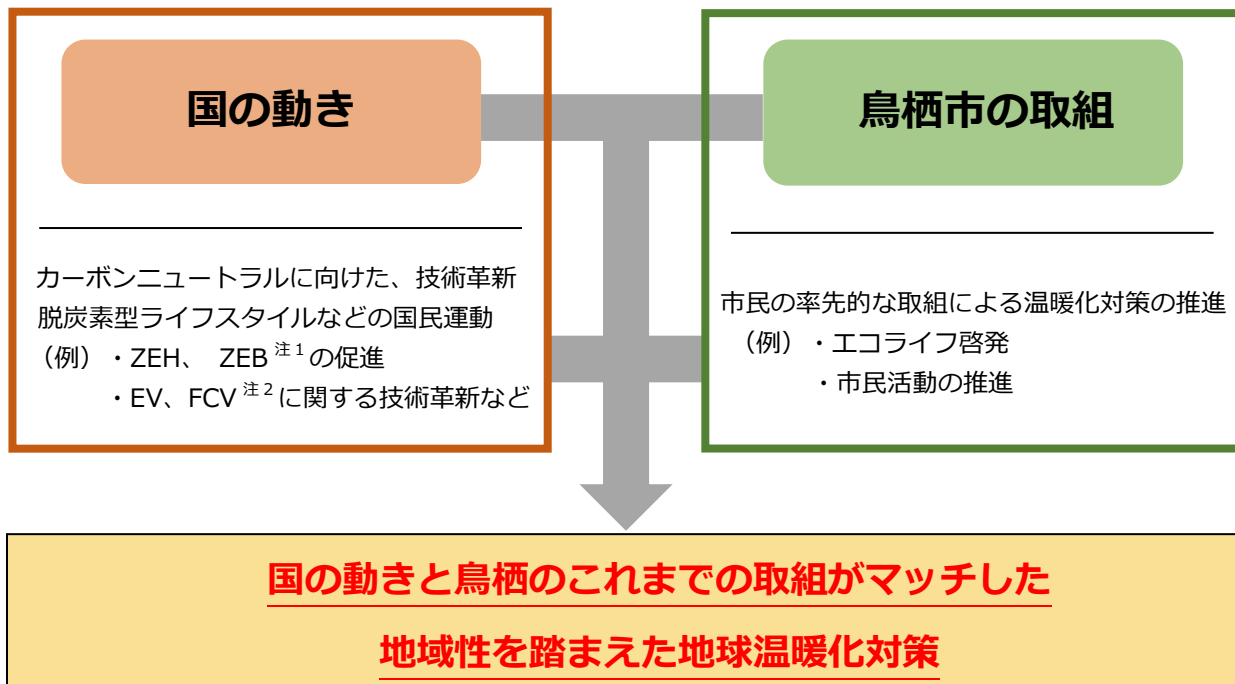 国の動き
カーボンニュートラルに向けた、技術革新
脱炭素型ライフスタイルなどの国民運動
（例）・ZEH、 ZEB 注1の促進
・EV、FCV 注2に関する技術革新など
鳥栖市の取組
市民の率先的な取組による温暖化対策の推進
（例）・エコライフ啓発
・市民活動の推進
国の動きと鳥栖のこれまでの取組がマッチした
地域性を踏まえた地球温暖化対策